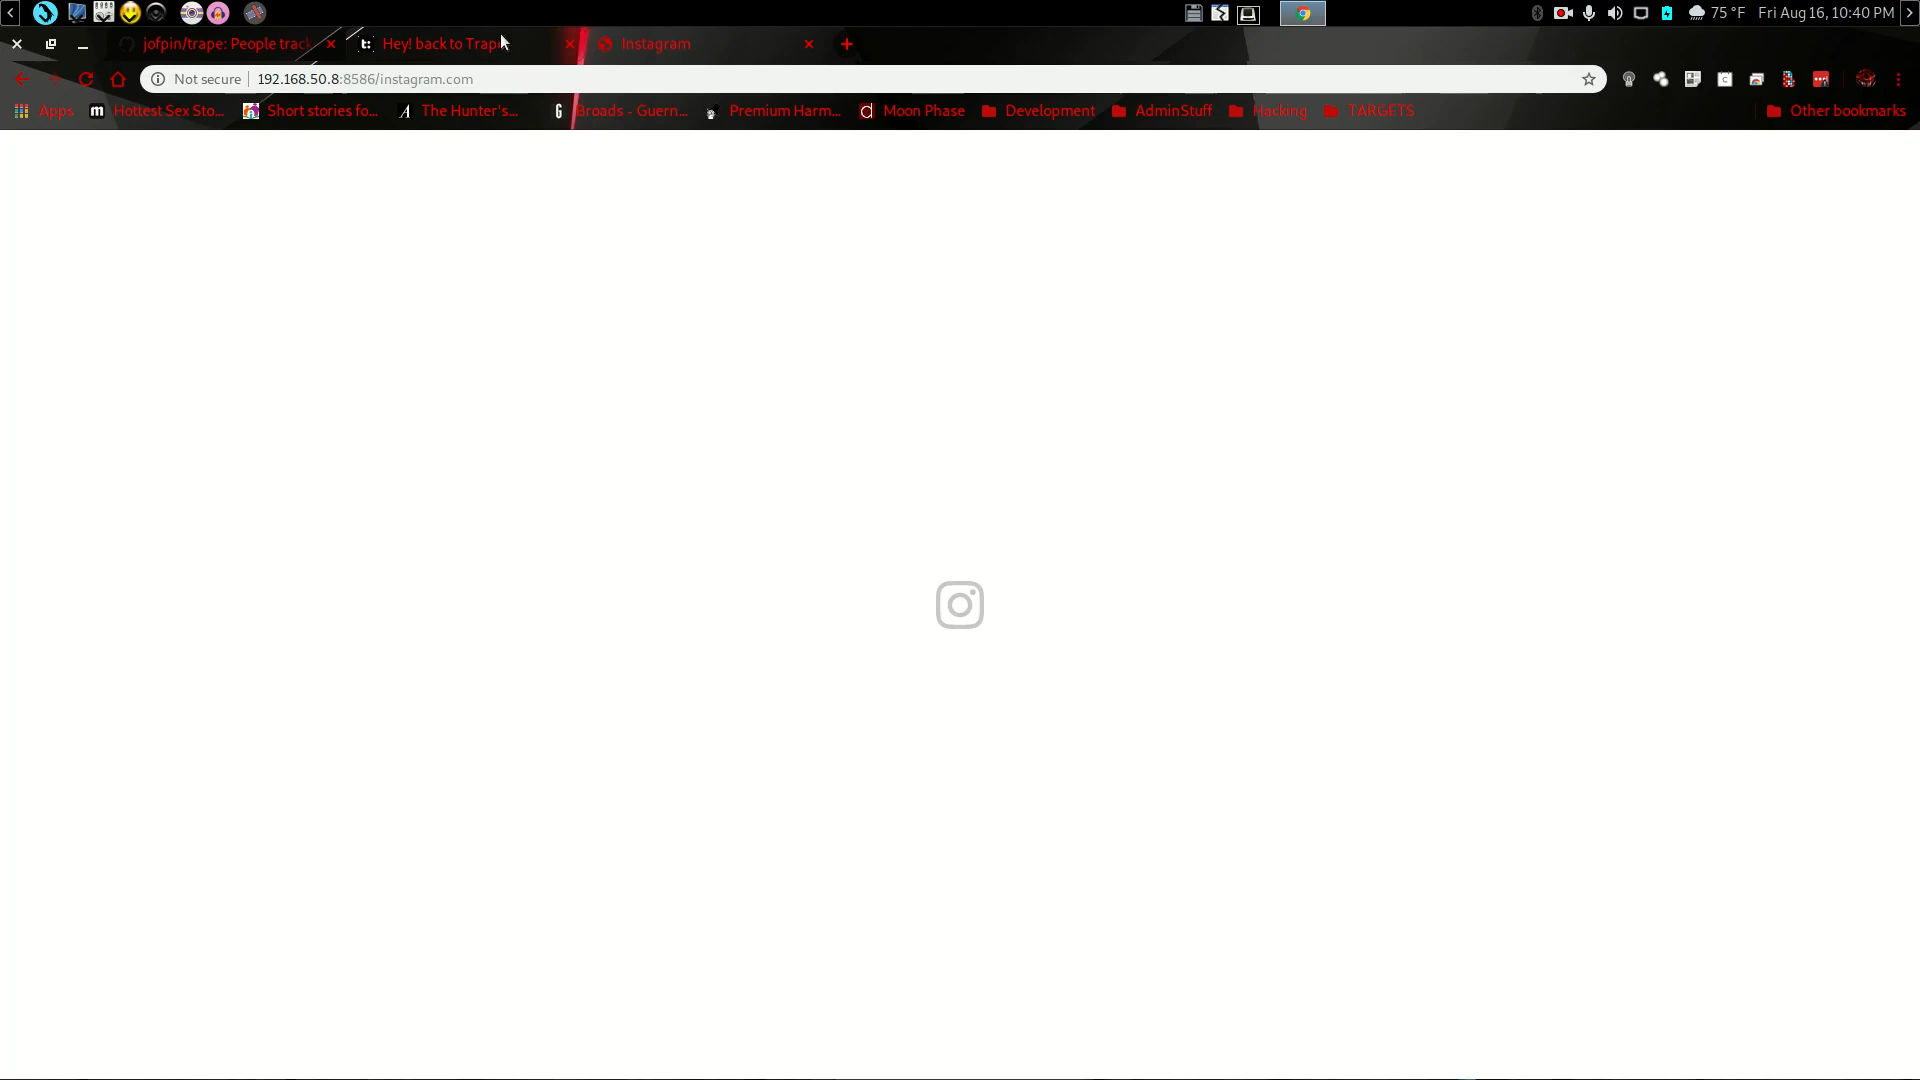 75 °F Fri Aug 16, 10:40 PM
jofpin/trape: People track Hey! back to Trape Instagram
Not secure 192.168.50.8:8586/instagram.com
Apps m Hottest Sex Sto... Short stories fo... A The Hunter's... G Broads - Guern... Premium Harm... Moon Phase Development AdminStuff Hacking TARGETS Other bookmarks